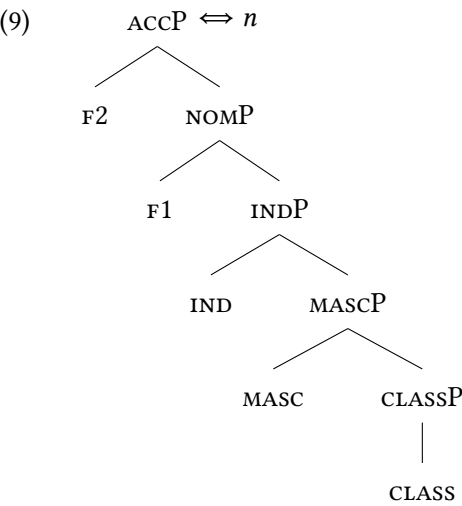 (9) ACCP ⇔ n
F2 NOMP
F1 INDP
IND MASCP
MASC CLASSP
CLASS